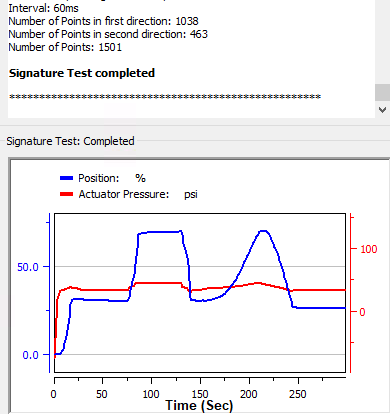 Interval: 60ms
Number of Points in first direction: 1038
Number of Points in second direction: 463
Number of Points: 1501
Signature Test completed
****************************************************
Signature Test: Completed
Position: %
Actuator Pressure: psi
50.0
100
0
0.0
0 50 100 150 200 250
Time (Sec)